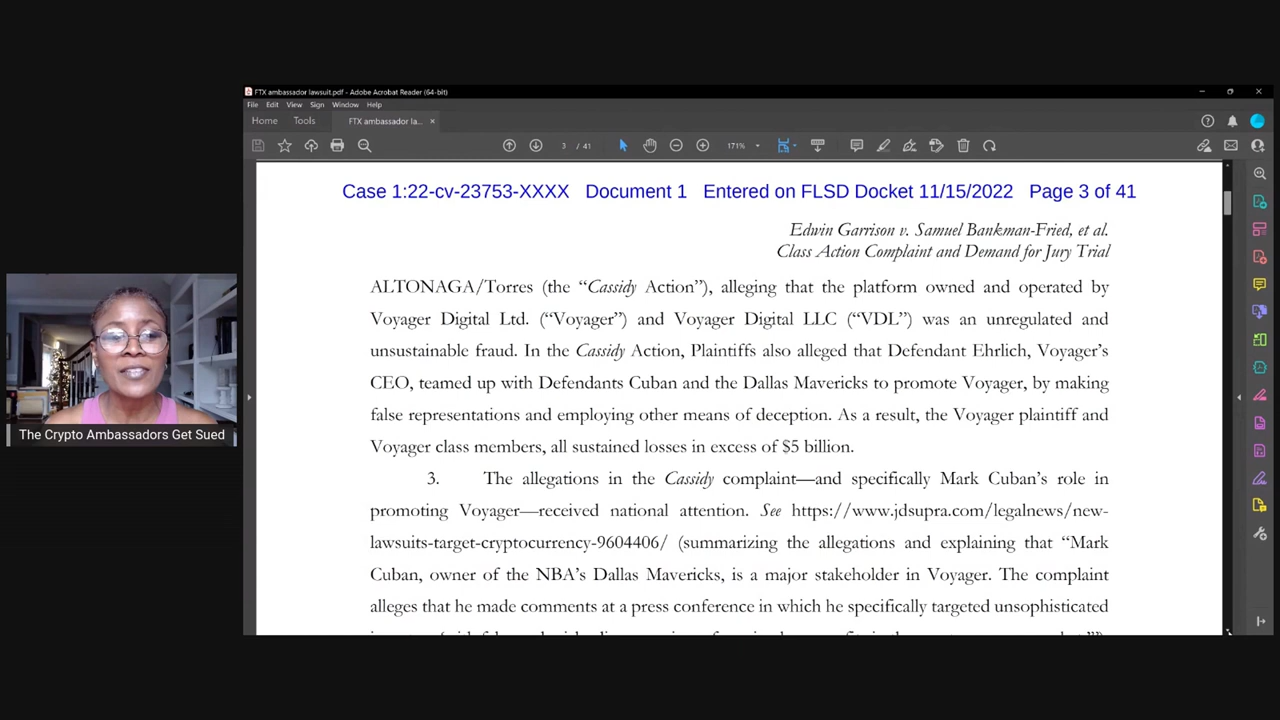 FTX ambassador lawsuit.pdf - Adobe Acrobat Reader (64-bit)
File Edit View Sign Window Help
Home Tools FTX ambassador la... ×
3 / 41 171%
Case 1:22-cv-23753-XXXX Document 1 Entered on FLSD Docket 11/15/2022 Page 3 of 41
Edwin Garrison v. Samuel Bankman-Fried, et al.
Class Action Complaint and Demand for Jury Trial
ALTONAGA/Torres (the “Cassidy Action”), alleging that the platform owned and operated by
Voyager Digital Ltd. (“Voyager”) and Voyager Digital LLC (“VDL”) was an unregulated and
unsustainable fraud. In the Cassidy Action, Plaintiffs also alleged that Defendant Ehrlich, Voyager’s
CEO, teamed up with Defendants Cuban and the Dallas Mavericks to promote Voyager, by making
false representations and employing other means of deception. As a result, the Voyager plaintiff and
Voyager class members, all sustained losses in excess of $5 billion.
3. The allegations in the Cassidy complaint—and specifically Mark Cuban’s role in
promoting Voyager—received national attention. See https://www.jdsupra.com/legalnews/new-
lawsuits-target-cryptocurrency-9604406/ (summarizing the allegations and explaining that “Mark
Cuban, owner of the NBA’s Dallas Mavericks, is a major stakeholder in Voyager. The complaint
alleges that he made comments at a press conference in which he specifically targeted unsophisticated
The Crypto Ambassadors Get Sued